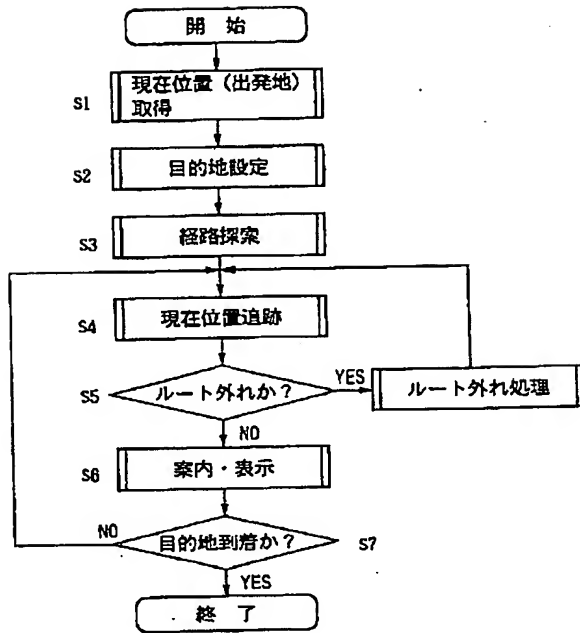 開 始
S1
現在位置（出発地）
取得
S2
目的地設定
S3
経路探索
S4
現在位置追跡
S5
ルート外れか？
YES
ルート外れ処理
NO
S6
案内・表示
NO
目的地到着か？
S7
YES
終 了